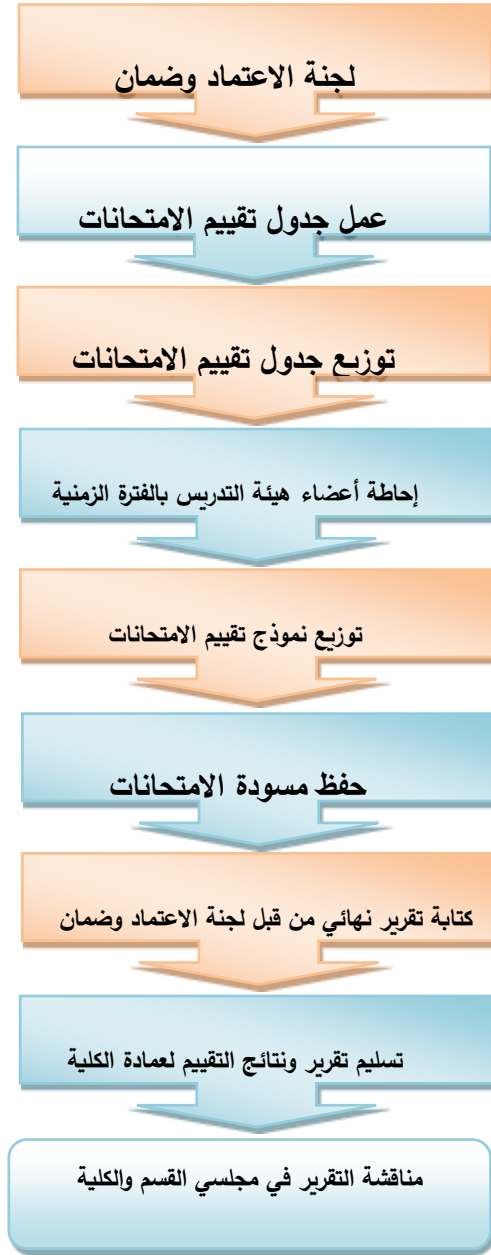 لجنة الاعتماد وضمان
عمل جدول تقييم الامتحانات
توزيع جدول تقييم الامتحانات
إحاطة أعضاء هيئة التدريس بالفترة الزمنية
توزيع نموذج تقييم الامتحانات
حفظ مسودة الامتحانات
كتابة تقرير نهائي من قبل لجنة الاعتماد وضمان
تسليم تقرير ونتائج التقييم لعمادة الكلية
مناقشة التقرير في مجلسي القسم والكلية